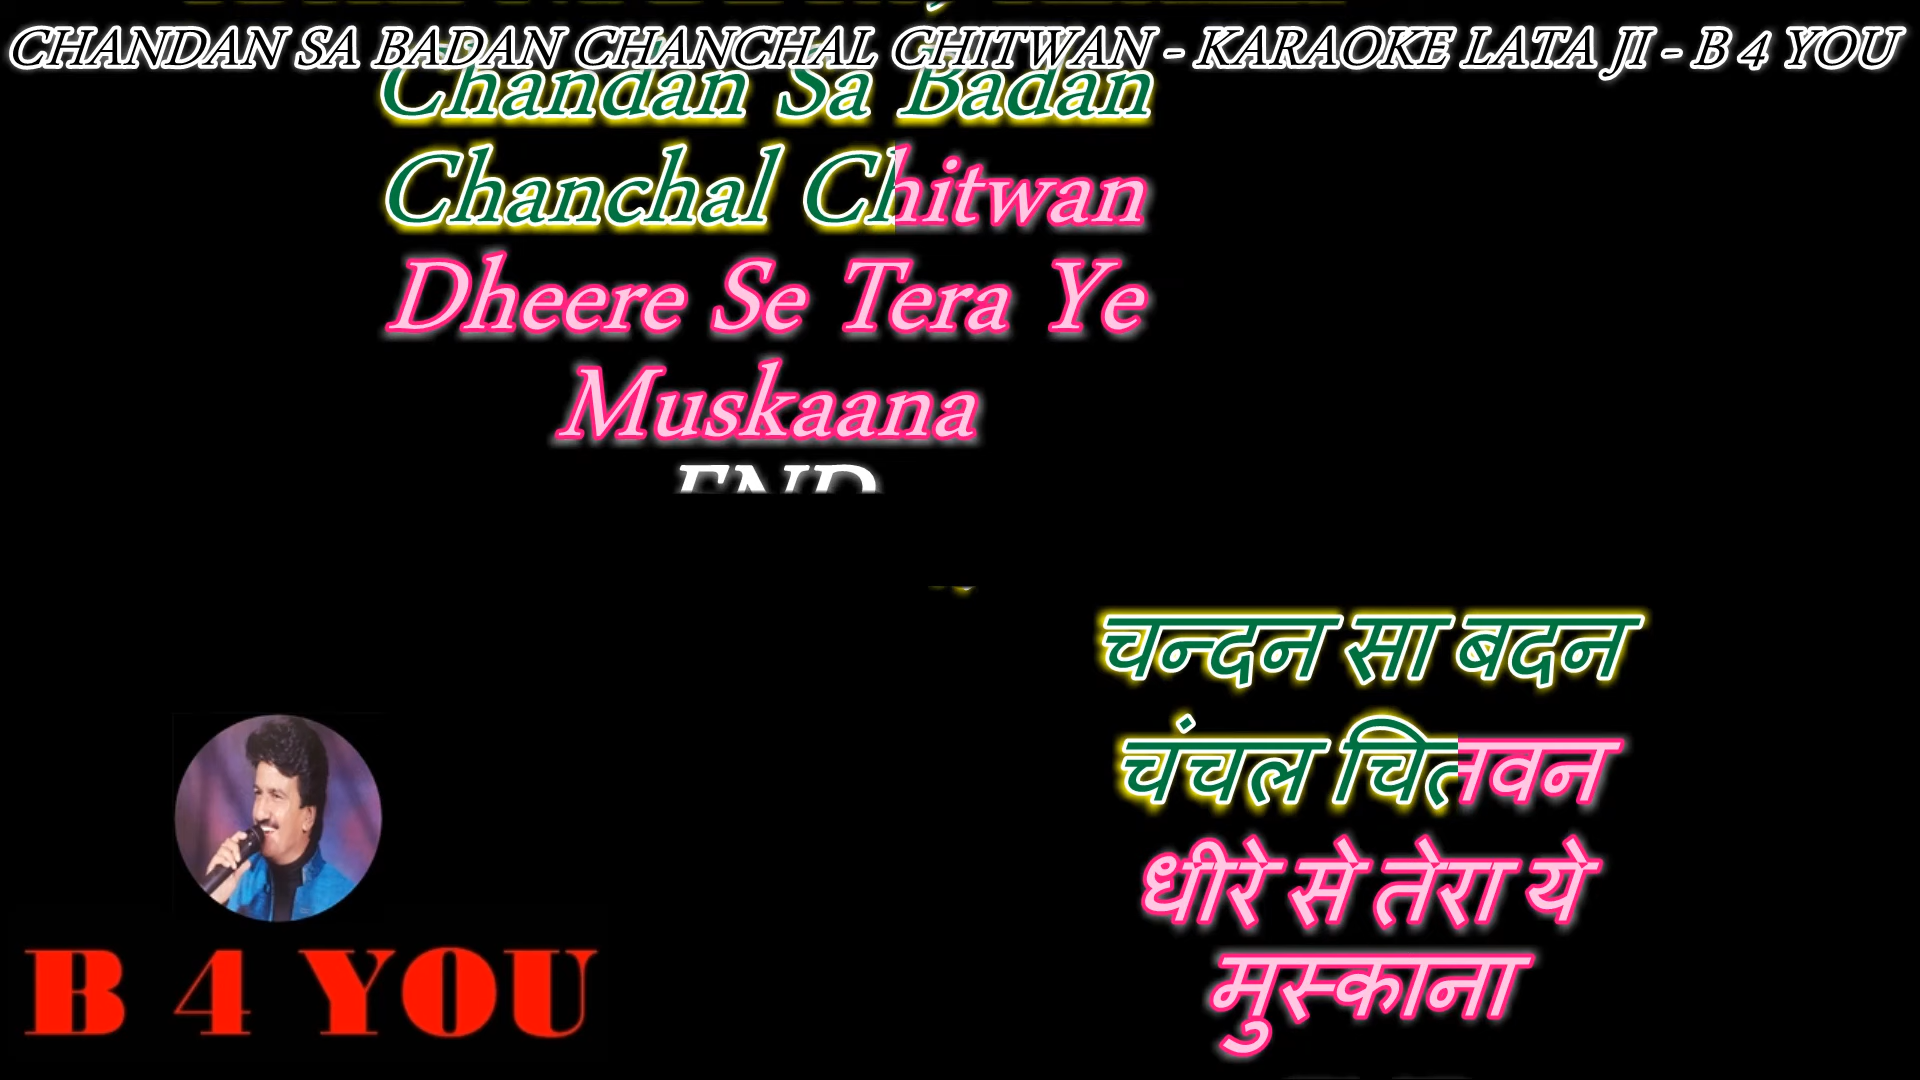 CHANDAN SA BADAN CHANCHAL CHITWAN - KARAOKE LATA JI - B 4 YOU
Chandan Sa Badan
Chanchal Chitwan
Dheere Se Tera Ye
Muskaana
END
चन्दन सा बदन
चंचल चितवन
धीरे से तेरा ये
मुस्काना
B 4 YOU